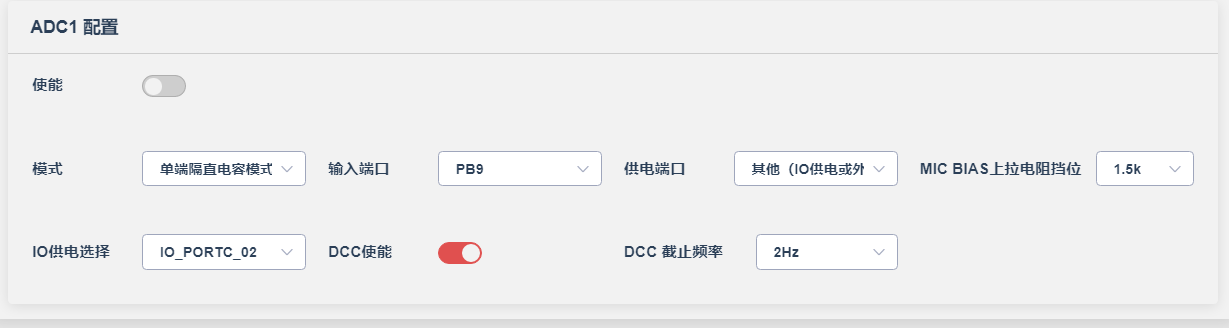 ADC1 配置
使能
模式 单端隔直电容模式 输入端口 PB9 供电端口 其他（IO供电或外 MIC BIAS上拉电阻挡位 1.5k
IO供电选择 IO_PORTC_02 DCC使能 DCC 截止频率 2Hz